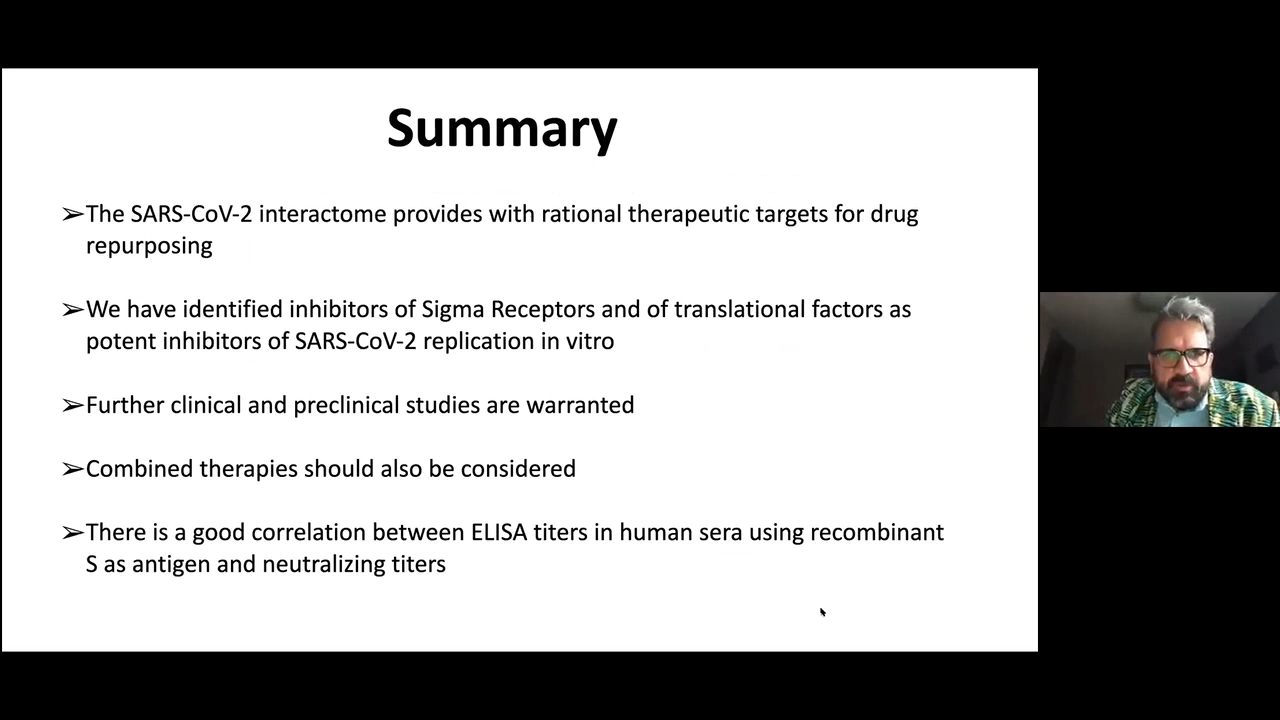 Summary
➢The SARS-CoV-2 interactome provides with rational therapeutic targets for drug
repurposing
➢We have identified inhibitors of Sigma Receptors and of translational factors as
potent inhibitors of SARS-CoV-2 replication in vitro
➢Further clinical and preclinical studies are warranted
➢Combined therapies should also be considered
➢There is a good correlation between ELISA titers in human sera using recombinant
S as antigen and neutralizing titers